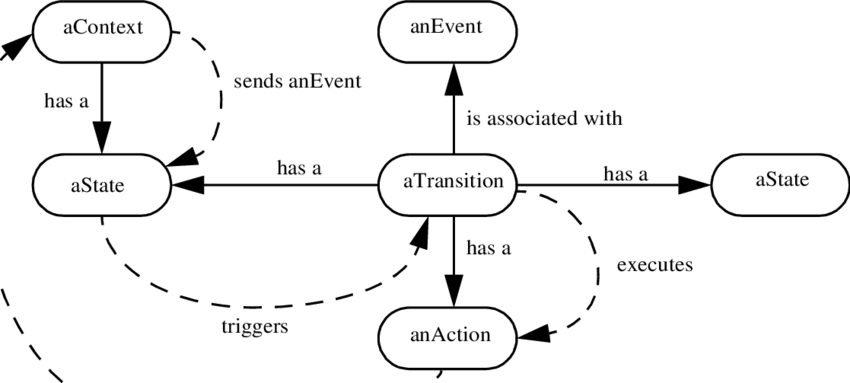 aContext
anEvent
sends anEvent
has a
is associated with
has a
aState
aTransition
has a
aState
has a
executes
triggers
anAction